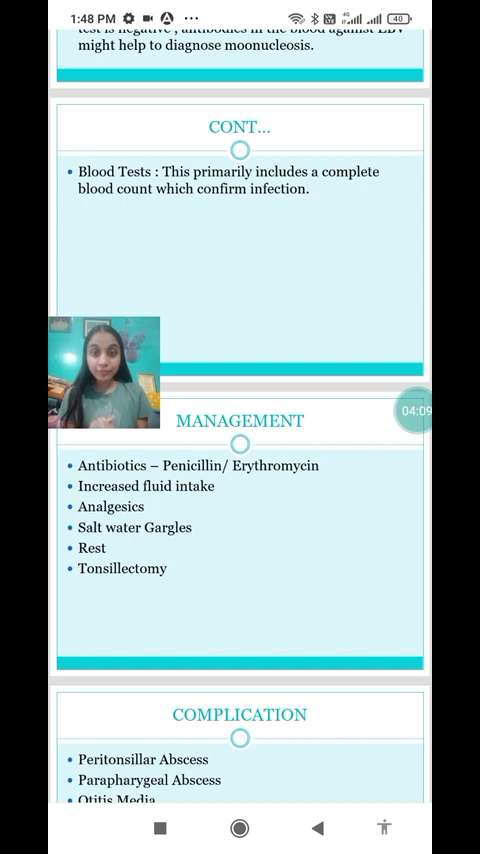 1:48 PM
4G
40
test is negative , antibodies in the blood against EBV
might help to diagnose moonucleosis.
CONT...
• Blood Tests : This primarily includes a complete
blood count which confirm infection.
04:09
MANAGEMENT
• Antibiotics – Penicillin/ Erythromycin
• Increased fluid intake
• Analgesics
• Salt water Gargles
• Rest
• Tonsillectomy
COMPLICATION
• Peritonsillar Abscess
• Parapharygeal Abscess
• Otitis Media